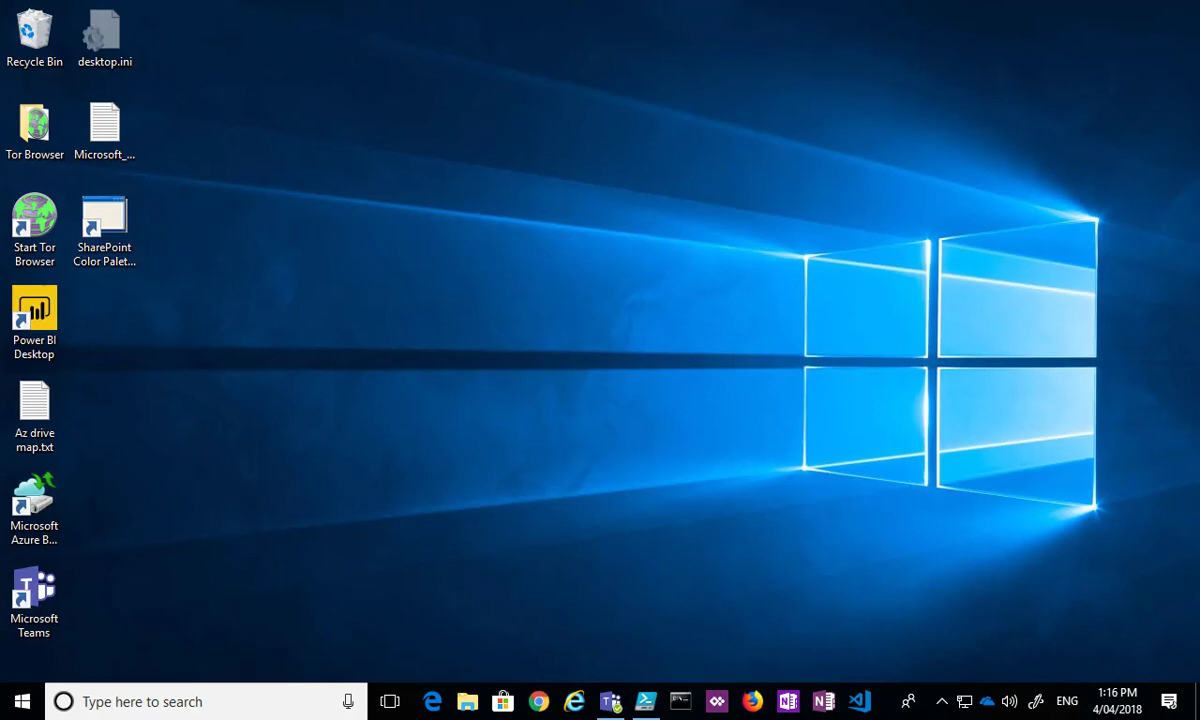 Recycle Bin
desktop.ini
Tor Browser
Microsoft_...
Start Tor
Browser
SharePoint
Color Palet...
Power BI
Desktop
Az drive
map.txt
Microsoft
Azure B...
Microsoft
Teams
Type here to search
ENG
1:16 PM
4/04/2018